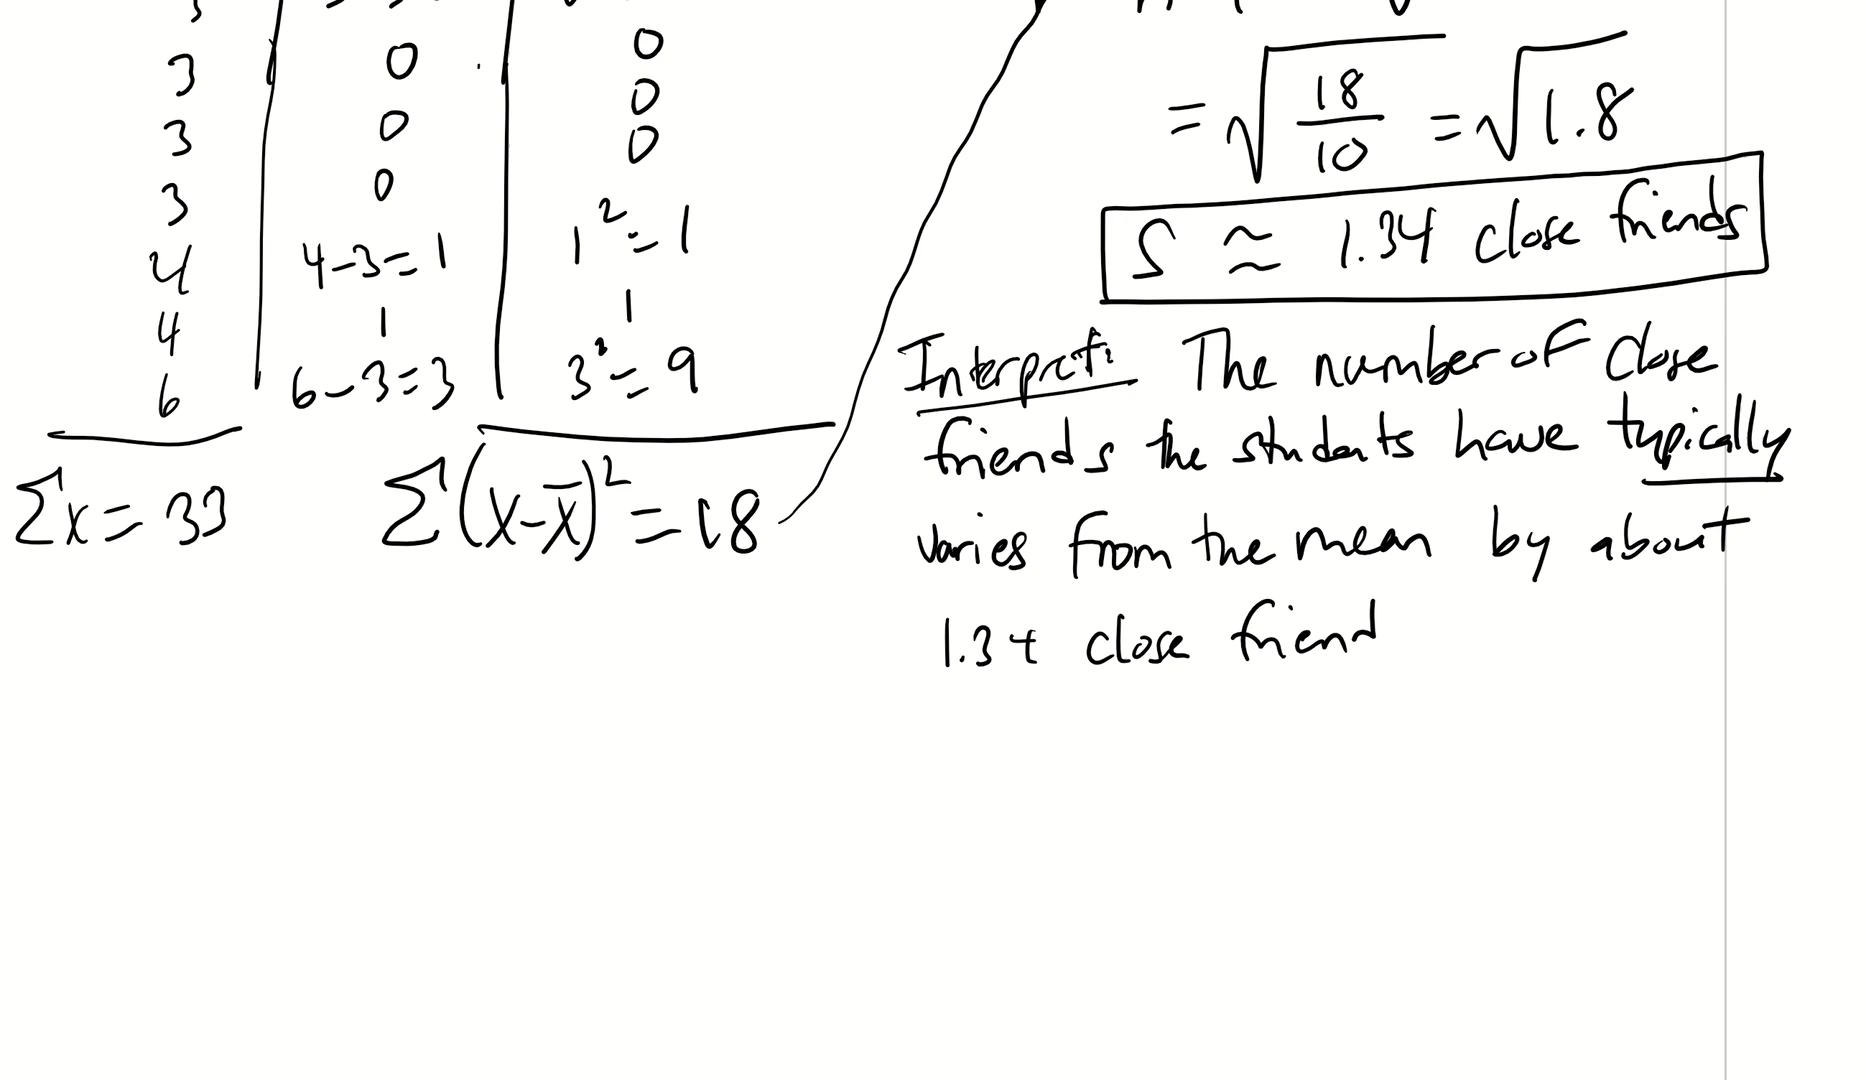 3 0 0
3 0 0
3 0 0
4 4-3=1 1²=1
4 1 1
6 6-3=3 3²=9
Σx = 33 Σ(x-x̄)² = 18
= √(18/10) = √1.8
S ≈ 1.34 close friends
Interpret: The number of close
friends the students have typically
varies from the mean by about
1.34 close friend